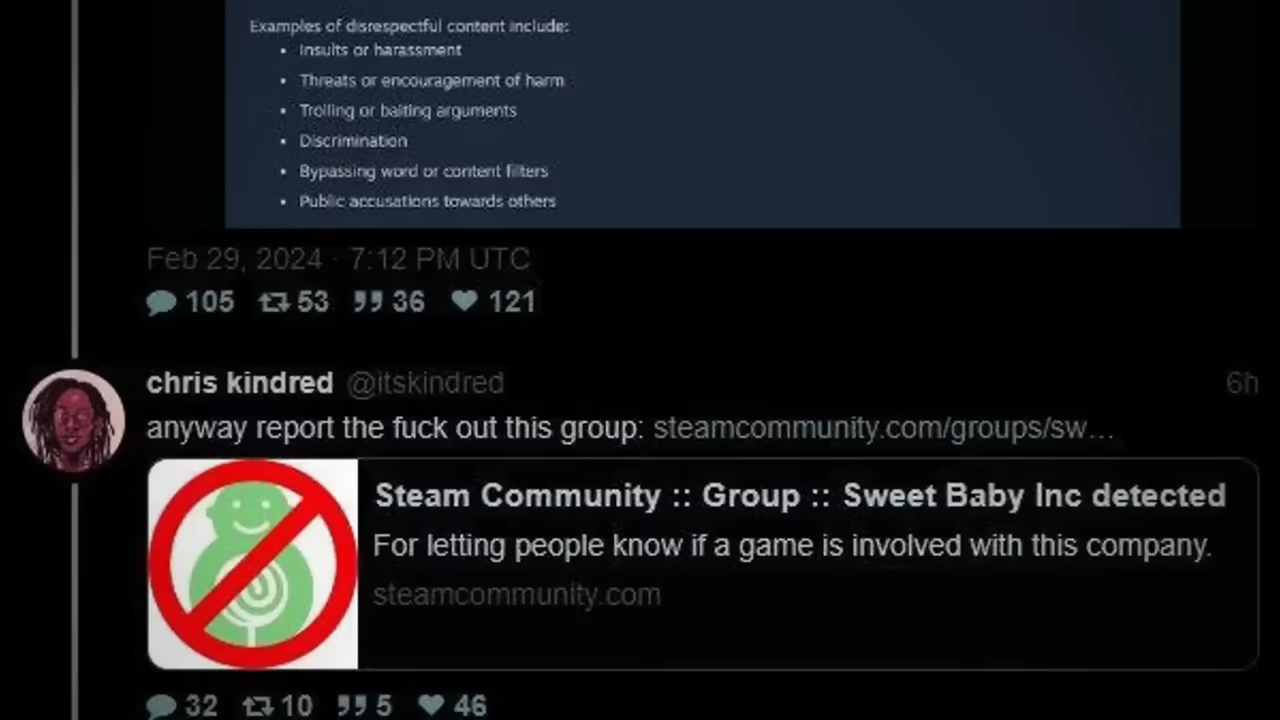 Examples of disrespectful content include:
• Insults or harassment
• Threats or encouragement of harm
• Trolling or baiting arguments
• Discrimination
• Bypassing word or content filters
• Public accusations towards others
Feb 29, 2024 · 7:12 PM UTC
105 53 36 121
chris kindred @itskindred 6h
anyway report the fuck out this group: steamcommunity.com/groups/sw…
Steam Community :: Group :: Sweet Baby Inc detected
For letting people know if a game is involved with this company.
steamcommunity.com
32 10 5 46